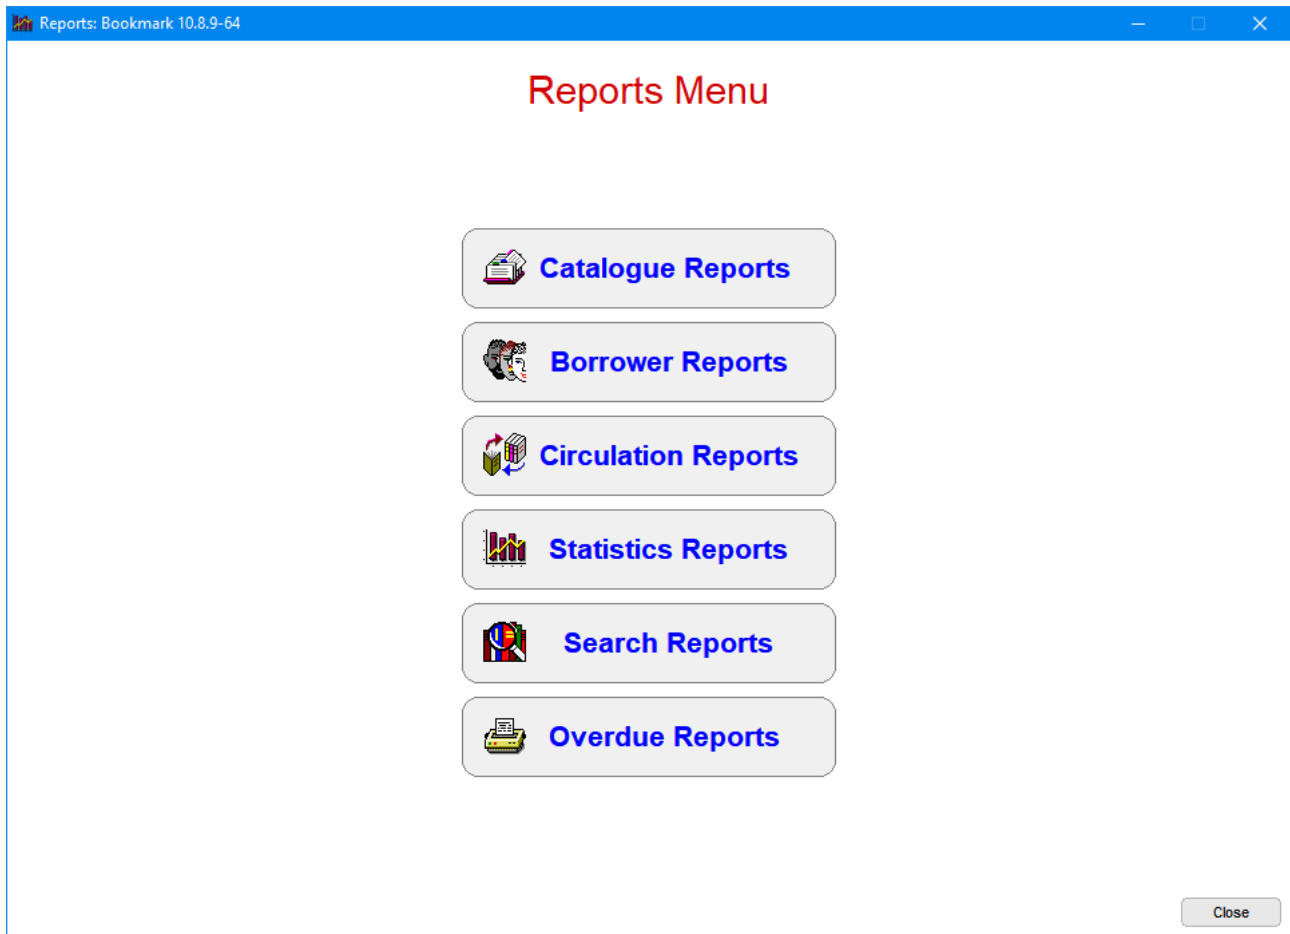 Reports: Bookmark 10.8.9-64
Reports Menu
Catalogue Reports
Borrower Reports
Circulation Reports
Statistics Reports
Search Reports
Overdue Reports
Close